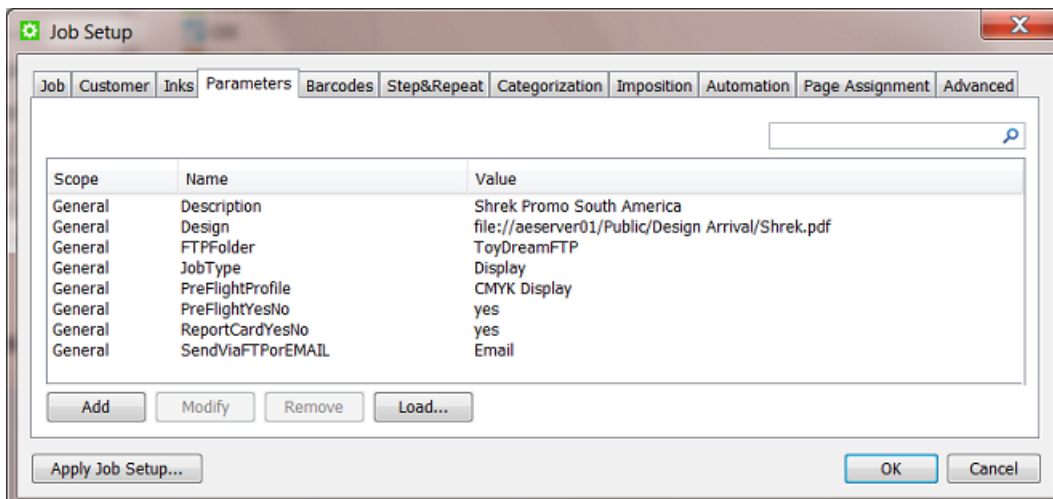 Job Setup
Job Customer Inks Parameters Barcodes Step&Repeat Categorization Imposition Automation Page Assignment Advanced
Scope Name Value
General Description Shrek Promo South America
General Design file://aeserver01/Public/Design Arrival/Shrek.pdf
General FTPFolder ToyDreamFTP
General JobType Display
General PreFlightProfile CMYK Display
General PreFlightYesNo yes
General ReportCardYesNo yes
General SendViaFTPorEMAIL Email
Add Modify Remove Load...
Apply Job Setup... OK Cancel